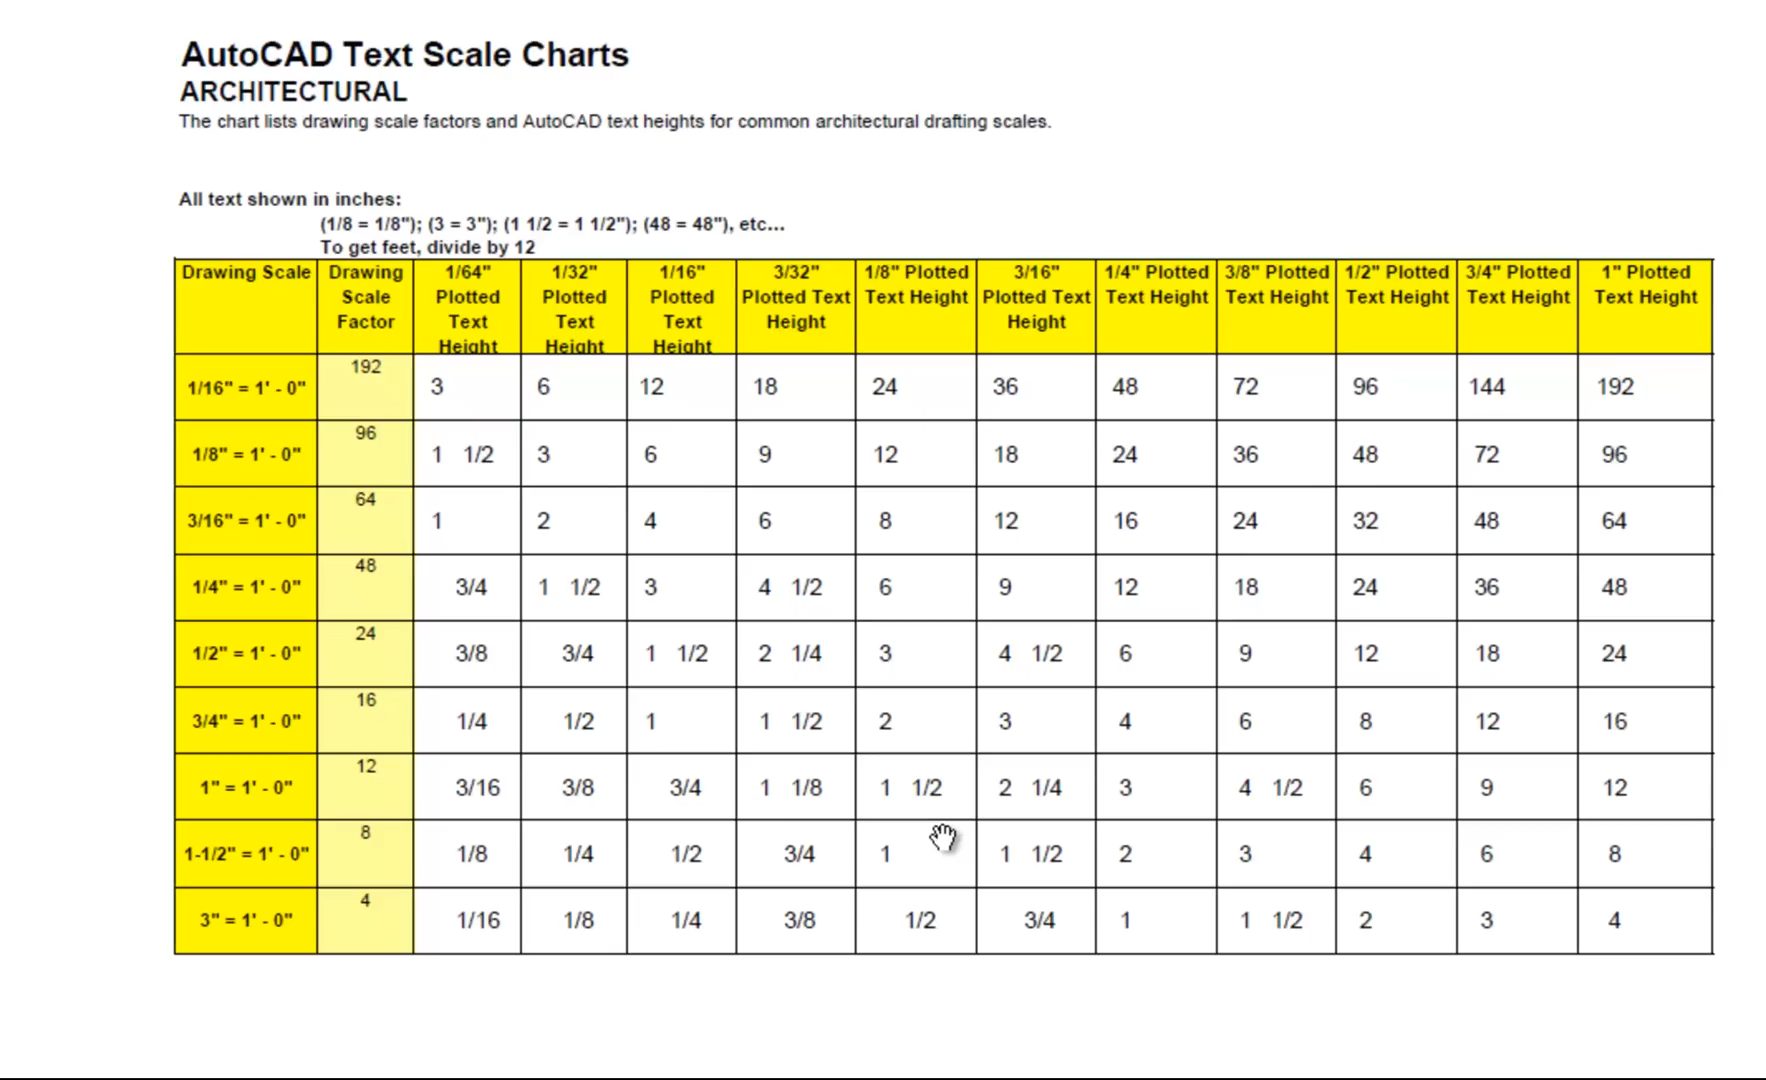 AutoCAD Text Scale Charts
ARCHITECTURAL
The chart lists drawing scale factors and AutoCAD text heights for common architectural drafting scales.
All text shown in inches:
(1/8 = 1/8"); (3 = 3"); (1 1/2 = 1 1/2"); (48 = 48"), etc...
To get feet, divide by 12
Drawing Scale Drawing Scale Factor 1/64" Plotted Text Height 1/32" Plotted Text Height 1/16" Plotted Text Height 3/32" Plotted Text Height 1/8" Plotted Text Height 3/16" Plotted Text Height 1/4" Plotted Text Height 3/8" Plotted Text Height 1/2" Plotted Text Height 3/4" Plotted Text Height 1" Plotted Text Height
1/16" = 1' - 0" 192 3 6 12 18 24 36 48 72 96 144 192
1/8" = 1' - 0" 96 1 1/2 3 6 9 12 18 24 36 48 72 96
3/16" = 1' - 0" 64 1 2 4 6 8 12 16 24 32 48 64
1/4" = 1' - 0" 48 3/4 1 1/2 3 4 1/2 6 9 12 18 24 36 48
1/2" = 1' - 0" 24 3/8 3/4 1 1/2 2 1/4 3 4 1/2 6 9 12 18 24
3/4" = 1' - 0" 16 1/4 1/2 1 1 1/2 2 3 4 6 8 12 16
1" = 1' - 0" 12 3/16 3/8 3/4 1 1/8 1 1/2 2 1/4 3 4 1/2 6 9 12
1-1/2" = 1' - 0" 8 1/8 1/4 1/2 3/4 1 1 1/2 2 3 4 6 8
3" = 1' - 0" 4 1/16 1/8 1/4 3/8 1/2 3/4 1 1 1/2 2 3 4